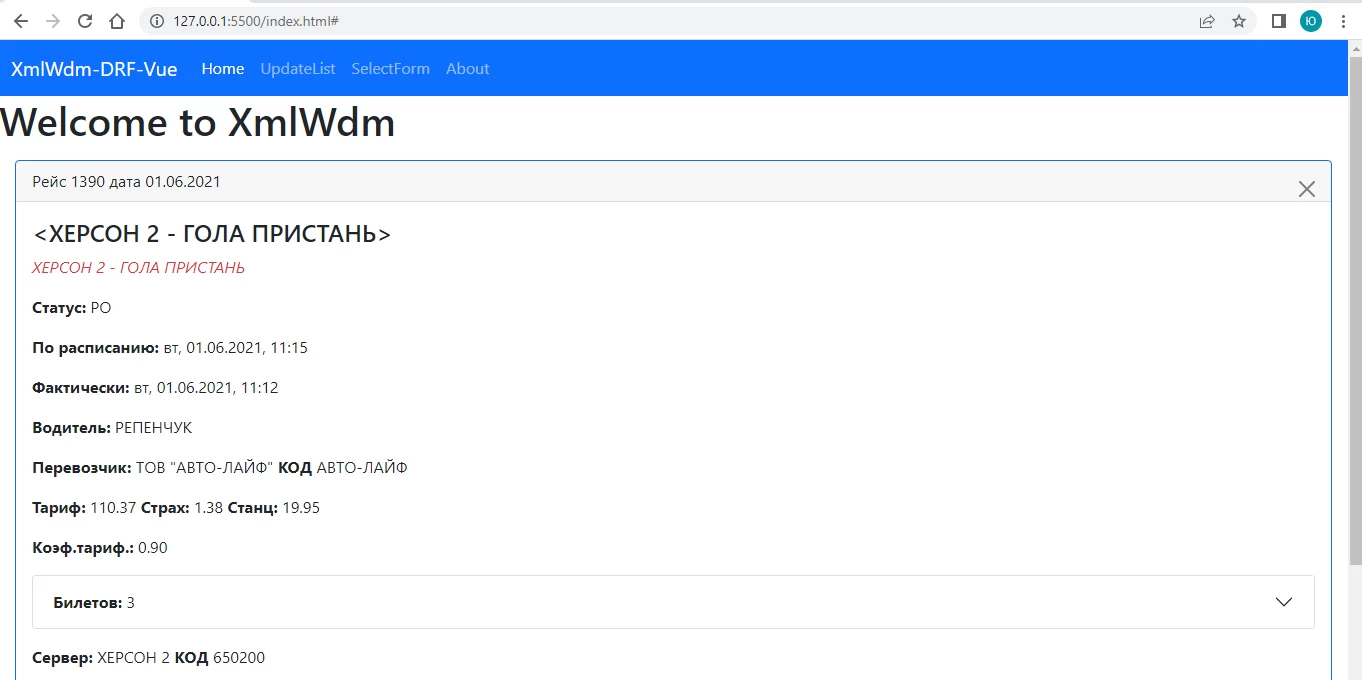 127.0.0.1:5500/index.html#
Ю
XmlWdm-DRF-Vue Home UpdateList SelectForm About
Welcome to XmlWdm
Рейс 1390 дата 01.06.2021
<ХЕРСОН 2 - ГОЛА ПРИСТАНЬ>
ХЕРСОН 2 - ГОЛА ПРИСТАНЬ
Статус: РО
По расписанию: вт, 01.06.2021, 11:15
Фактически: вт, 01.06.2021, 11:12
Водитель: РЕПЕНЧУК
Перевозчик: ТОВ "АВТО-ЛАЙФ" КОД АВТО-ЛАЙФ
Тариф: 110.37 Страх: 1.38 Станц: 19.95
Коэф.тариф.: 0.90
Билетов: 3
Сервер: ХЕРСОН 2 КОД 650200